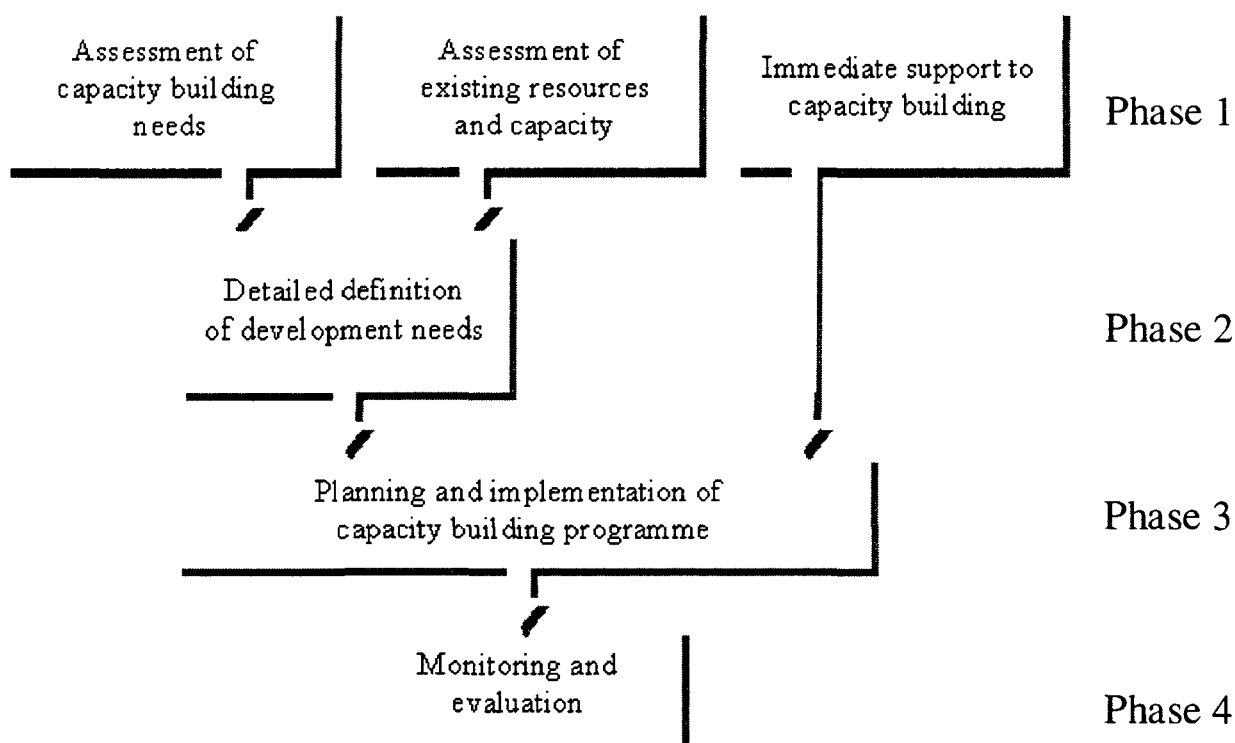 Assessment of
capacity building
needs
Assessment of
existing resources
and capacity
Immediate support to
capacity building
Phase 1
Detailed definition
of development needs
Phase 2
Planning and implementation of
capacity building programme
Phase 3
Monitoring and
evaluation
Phase 4